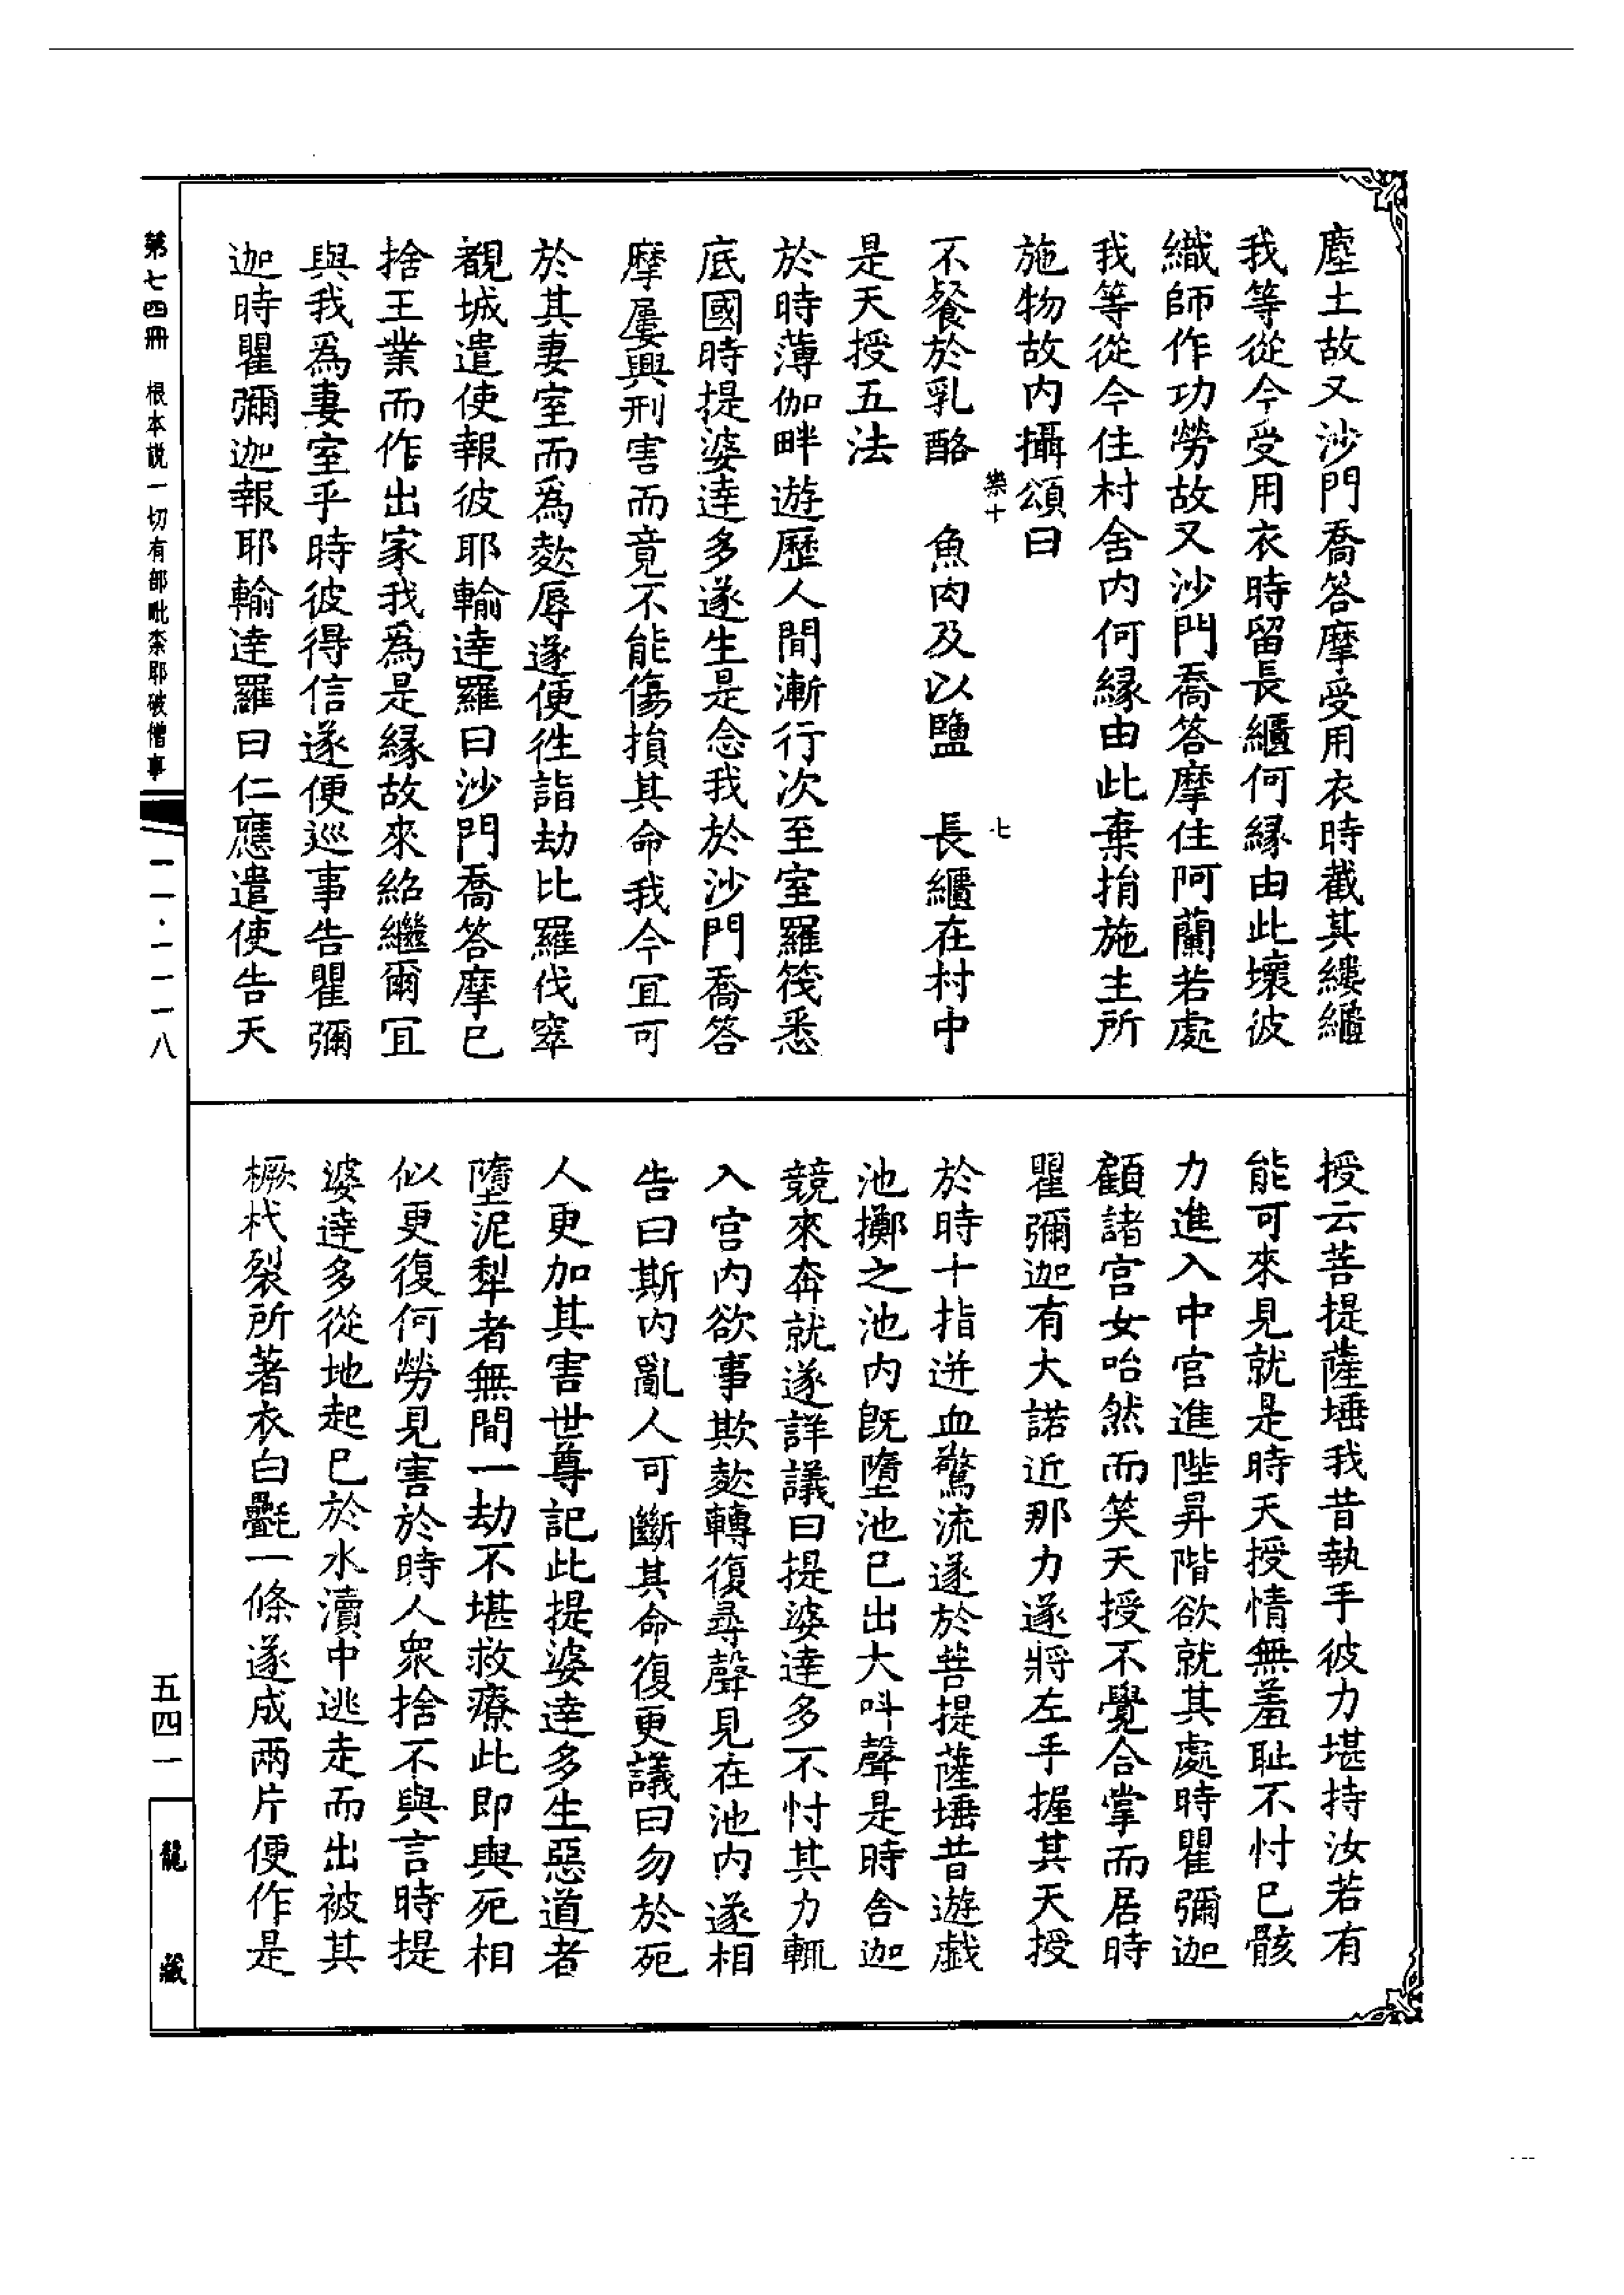 塵土故又沙門喬答摩受用衣時截其縷繢
我等從今受用衣時留長繢何緣由此壞彼
織師作功勞故又沙門喬答摩住阿蘭若處
我等從今住村舍内何緣由此棄捐施主所
施物故内攝頌曰
不餐於乳酪　魚肉及以鹽　長繢在村中
是天授五法
於時薄伽畔遊歷人間漸行次至室羅筏悉
底國時提婆達多遂生是念我於沙門喬答
摩屢興刑害而竟不能傷損其命我今宜可
於其妻室而爲欺辱遂便往詣劫比羅伐窣
覩城遣使報彼耶輸達羅曰沙門喬答摩已
捨王業而作出家我爲是緣故來紹繼爾宜
與我爲妻室乎時彼得信遂便巡事告瞿彌
迦時瞿彌迦報耶輸達羅曰仁應遣使告天
授云菩提薩埵我昔執手彼力堪持汝若有
能可來見就是時天授情無羞耻不忖已骸
力進入中宮進陛昇階欲就其處時瞿彌迦
顧諸宮女咍然而笑天授不覺合掌而居時
瞿彌迦有大諾近那力遂將左手握其天授
於時十指迸血驚流遂於菩提薩埵昔遊戲
池擲之池内既墮池已出大叫聲是時舍迦
競來奔就遂詳議曰提婆達多不忖其力輒
入宮内欲事欺轉復尋聲見在池内遂相
告曰斯内亂人可斷其命復更議曰勿於死
人更加其害世尊記此提婆達多生惡道者
墮泥犁者無間一劫不堪救療此即與死相
似更復何勞見害於時人衆捨不與言時提
婆達多從地起已於水瀆中逃走而出被其
橛杙裂所著衣白氎一條遂成兩片便作是
第七四冊　根本說一切有部毗柰耶破僧事
一一·一一一八
五四一
龍藏
七